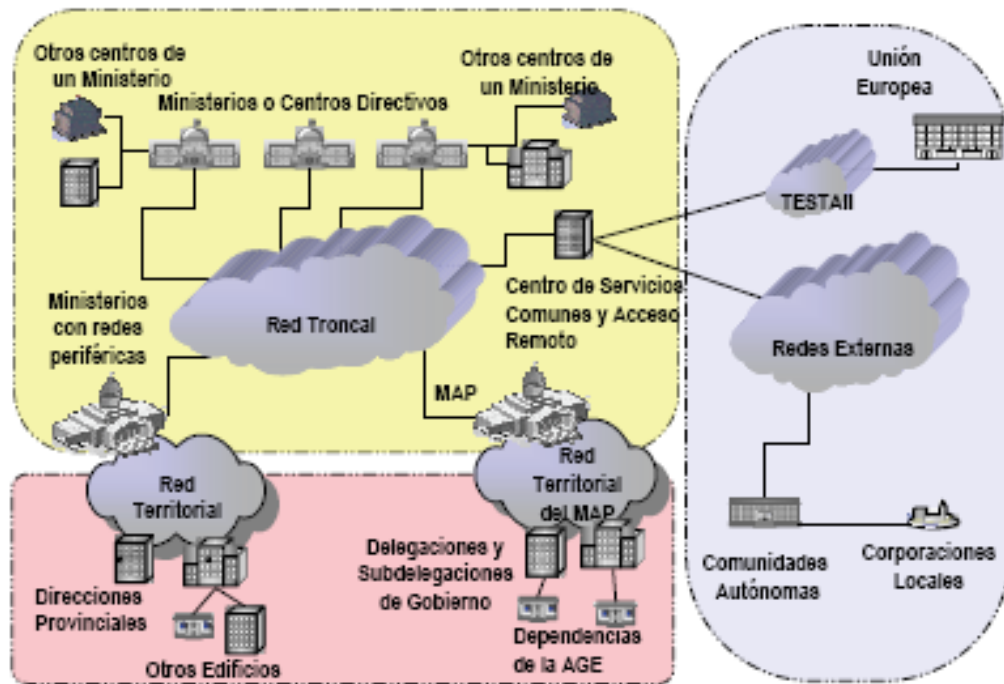 Otros centros de
un Ministerio
Ministerios o Centros Directivos
Otros centros de
un Ministerio
Unión
Europea
TESTAII
Red Troncal
Centro de Servicios
Comunes y Acceso
Remoto
Redes Externas
Ministerios
con redes
periféricas
MAP
Red
Territorial
Red
Territorial
del MAP
Direcciones
Provinciales
Otros Edificios
Delegaciones y
Subdelegaciones
de Gobierno
Dependencias
de la AGE
Comunidades
Autónomas
Corporaciones
Locales